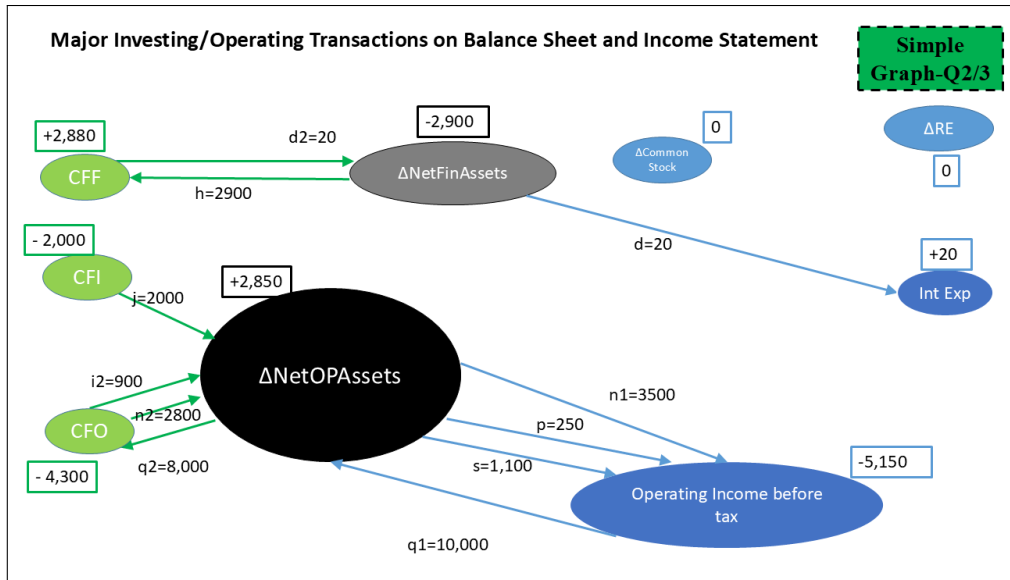 Major Investing/Operating Transactions on Balance Sheet and Income Statement
Simple
Graph-Q2/3
+2,880
d2=20
-2,900
0
ΔRE
CFF
ΔNetFinAssets
ΔCommon
Stock
h=2900
0
- 2,000
d=20
CFI
+2,850
+20
j=2000
Int Exp
ΔNetOPAssets
i2=900
n1=3500
n2=2800
CFO
p=250
q2=8,000
s=1,100
-5,150
- 4,300
Operating Income before
tax
q1=10,000